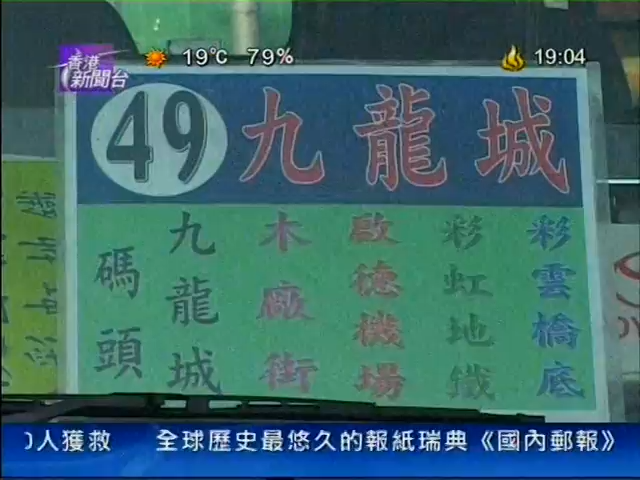 香港
新聞台
19°C 79%
19:04
49 九龍城
碼頭
九龍城
木廠街
啟德機場
彩虹地鐵
彩雲橋底
人獲救 全球歷史最悠久的報紙瑞典《國內郵報》